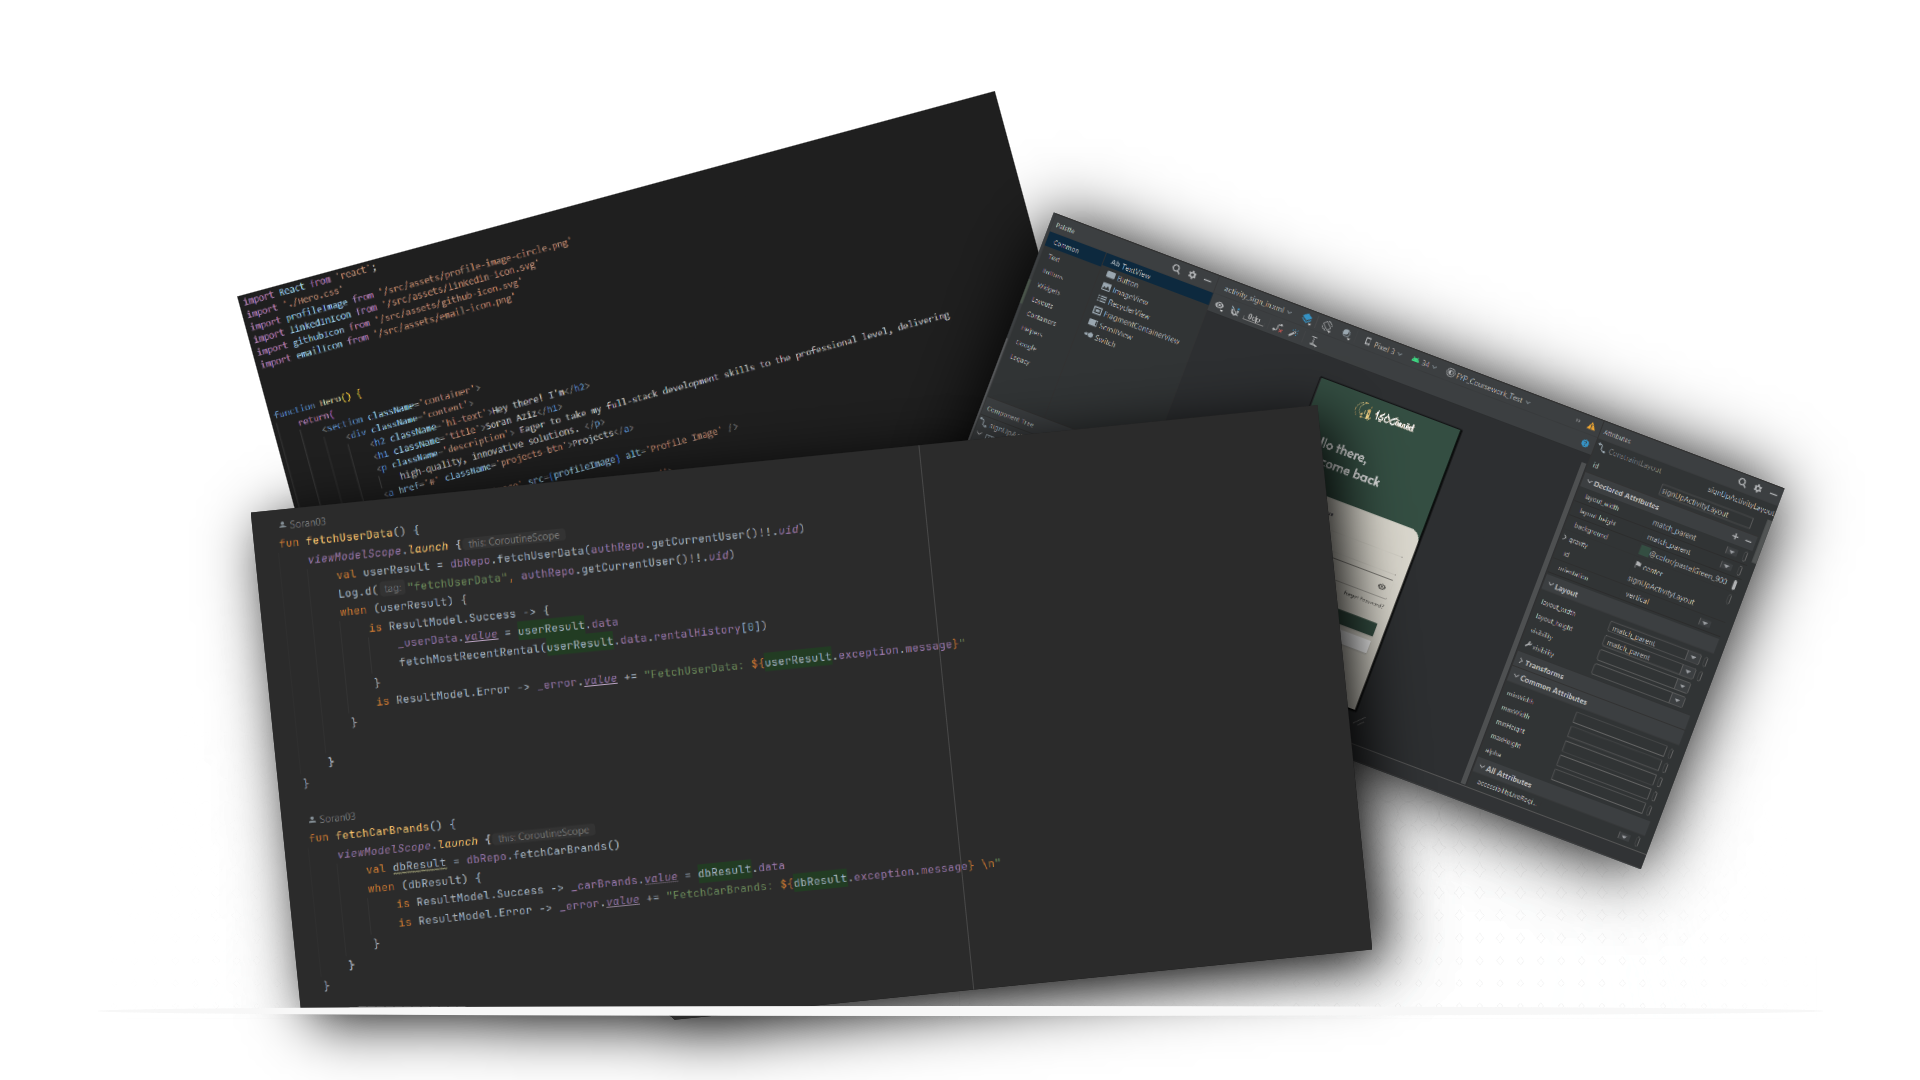 import React from 'react';
import './Hero.css'
import profileImage from '/src/assets/profile-image-circle.png'
import linkedinIcon from '/src/assets/linkedin icon.svg'
import githubIcon from '/src/assets/github-icon.svg'
import emailIcon from '/src/assets/email-icon.png'
function Hero() {
return(
<section className='container'>
<div className='content'>
<h2 className='hi-text'>Hey there! I'm</h2>
<h1 className='title'>Soran Aziz</h1>
<p className='description'> Eager to take my full-stack development skills to the professional level, delivering
high-quality, innovative solutions. </p>
<a href='#' className='projects btn'>Projects</a>
src={profileImage} alt='Profile Image' />
Soran03
fun fetchUserData() {
viewModelScope.launch { this: CoroutineScope
val userResult = dbRepo.fetchUserData(authRepo.getCurrentUser()!!.uid)
Log.d( tag: "fetchUserData", authRepo.getCurrentUser()!!.uid)
when (userResult) {
is ResultModel.Success -> {
_userData.value = userResult.data
fetchMostRecentRental(userResult.data.rentalHistory[0])
}
is ResultModel.Error -> _error.value += "FetchUserData: ${userResult.exception.message}"
}
}
}
Soran03
fun fetchCarBrands() {
viewModelScope.launch { this: CoroutineScope
val dbResult = dbRepo.fetchCarBrands()
when (dbResult) {
is ResultModel.Success -> _carBrands.value = dbResult.data
is ResultModel.Error -> _error.value += "FetchCarBrands: ${dbResult.exception.message} \n"
}
}
}
Palette
Common
Text
Buttons
Widgets
Layouts
Containers
Helpers
Google
Legacy
Ab TextView
Button
ImageView
RecyclerView
FragmentContainerView
ScrollView
Switch
Component Tree
activity_sign_in.xml
0dp
Pixel 3
34
FYP_Coursework_Test
come back
Forgot Password?
Attributes
ConstraintLayout
signUpActivityLayout
id
signUpActivityLayout
Declared Attributes
layout_width match_parent
layout_height match_parent
background @color/pastelGreen_900
gravity center
id signUpActivityLayout
orientation vertical
Layout
layout_width match_parent
layout_height match_parent
visibility
visibility
Transforms
Common Attributes
minWidth
maxWidth
minHeight
maxHeight
alpha
All Attributes